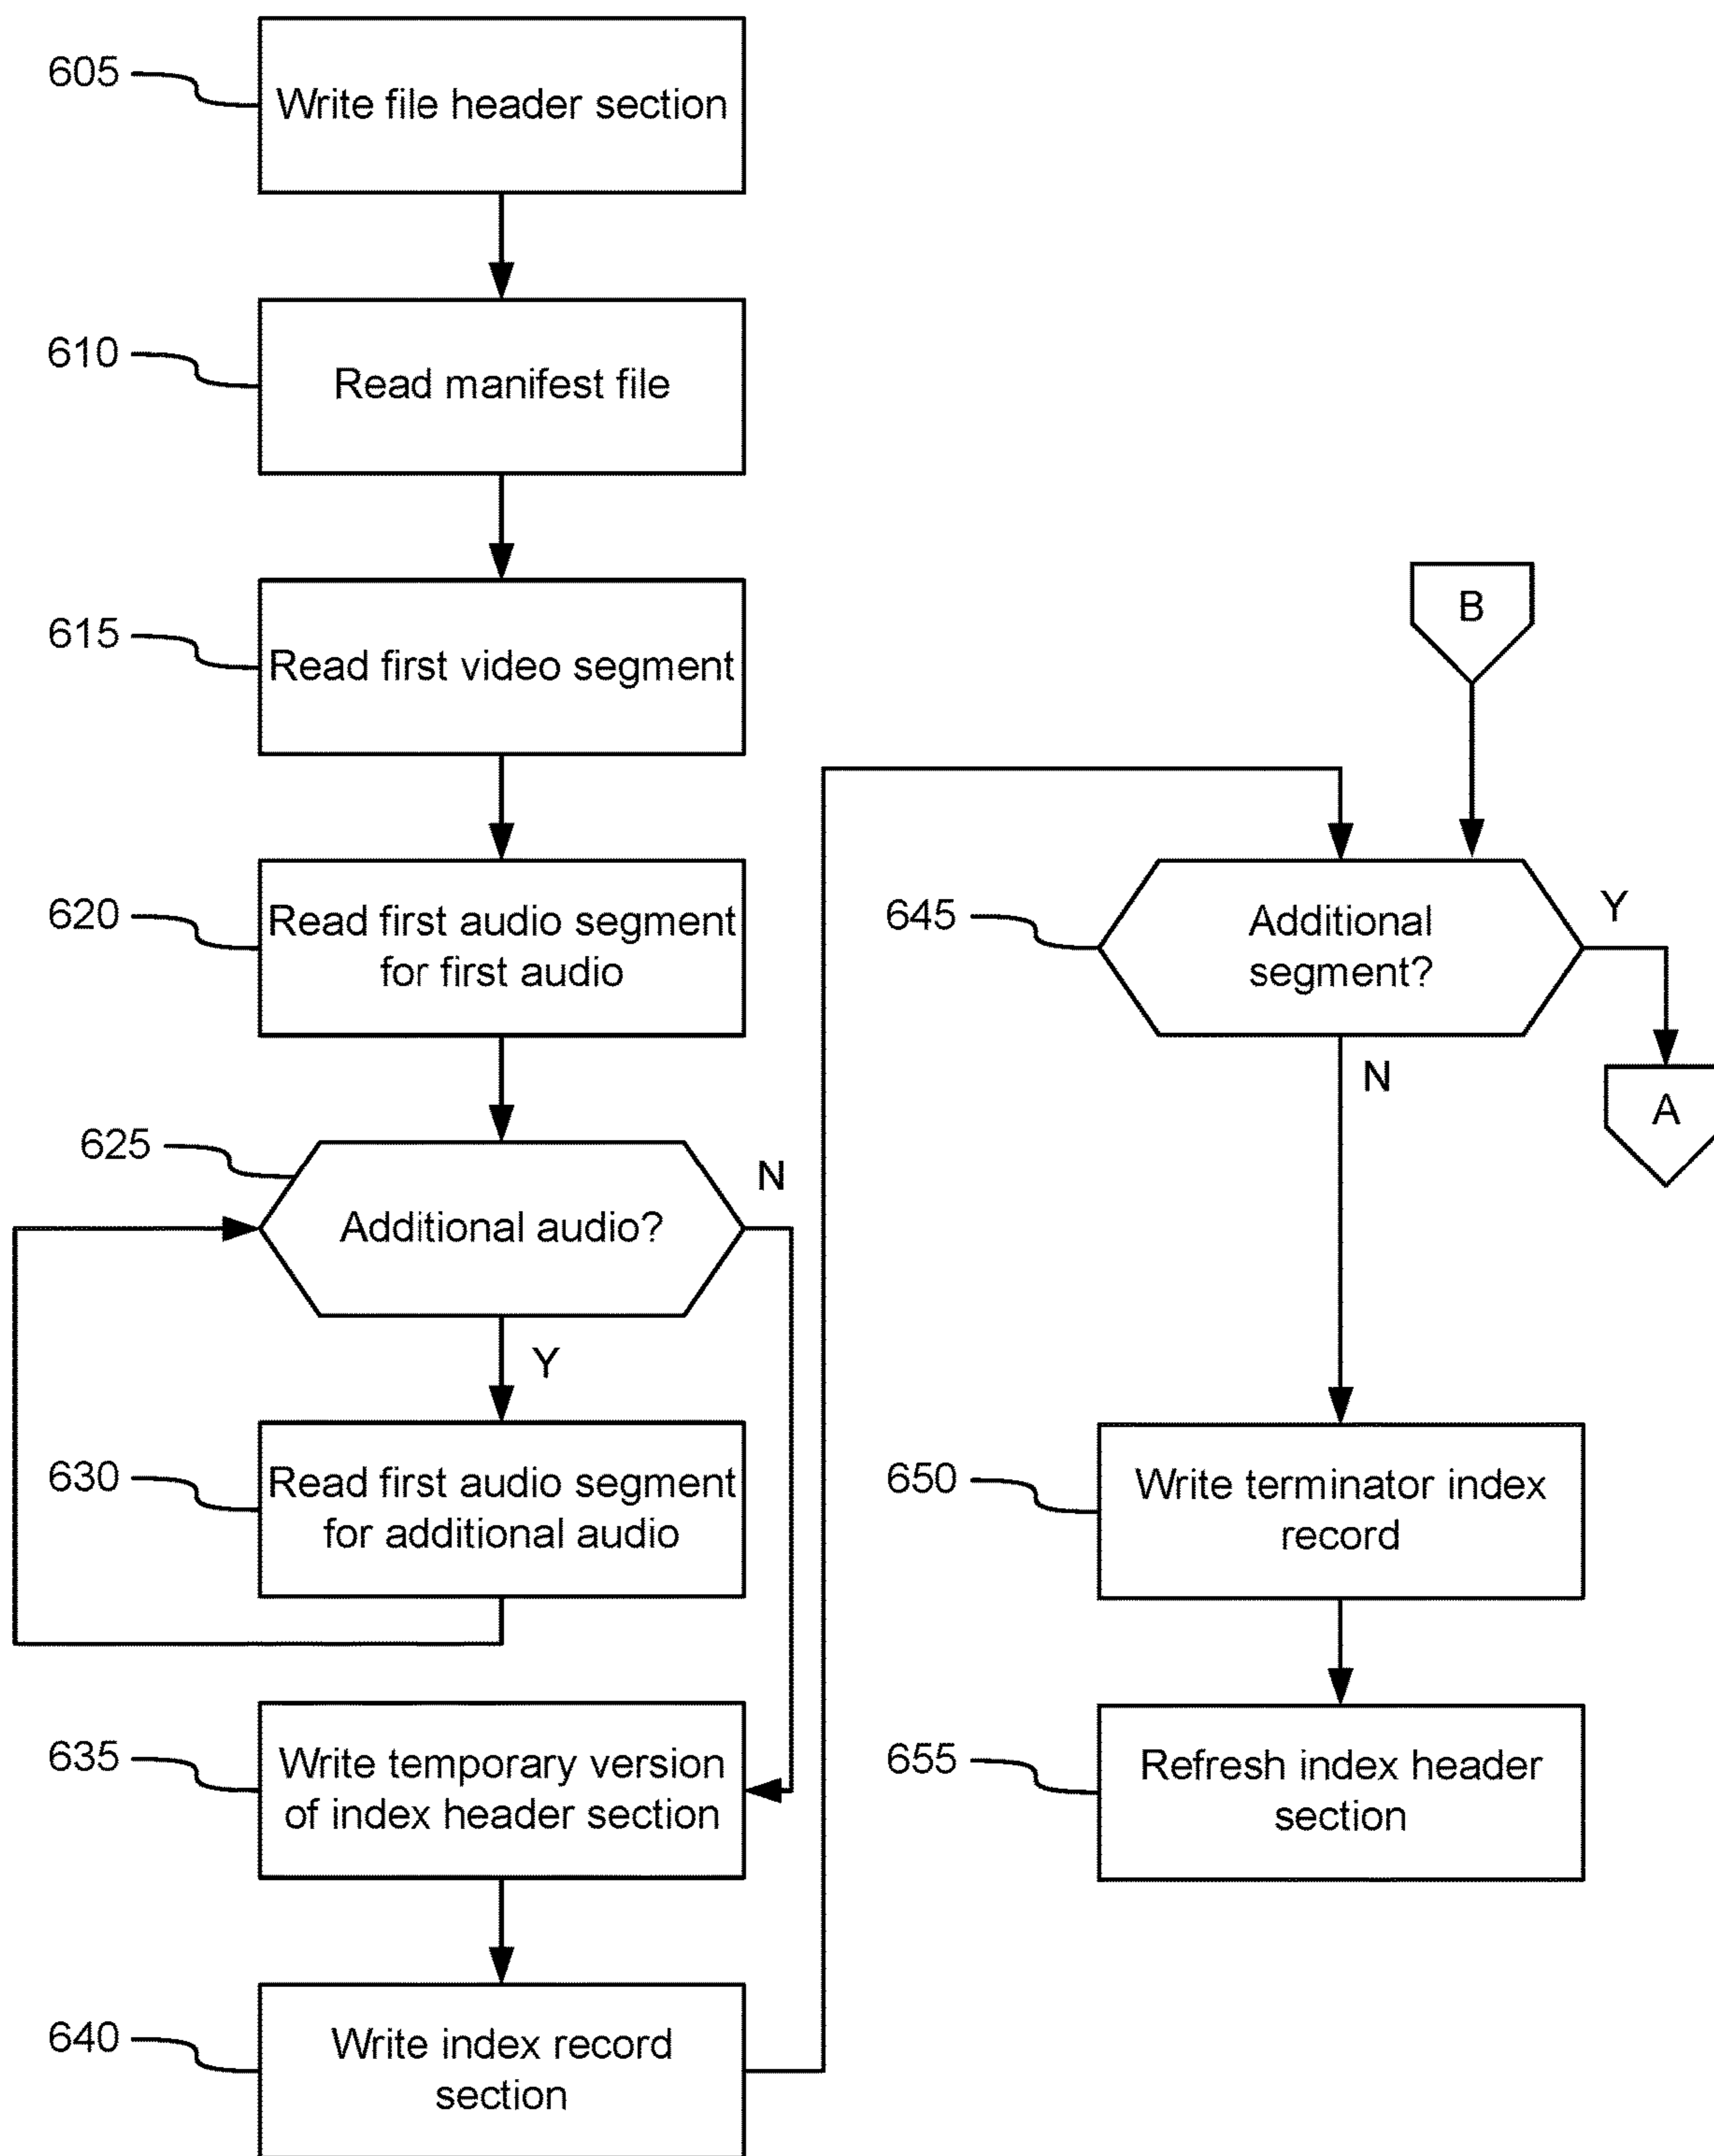 605
Write file header section
610
Read manifest file
615
Read first video segment
620
Read first audio segment
for first audio
625
Additional audio?
N
Y
630
Read first audio segment
for additional audio
635
Write temporary version
of index header section
640
Write index record
section
B
645
Additional
segment?
Y
A
N
650
Write terminator index
record
655
Refresh index header
section